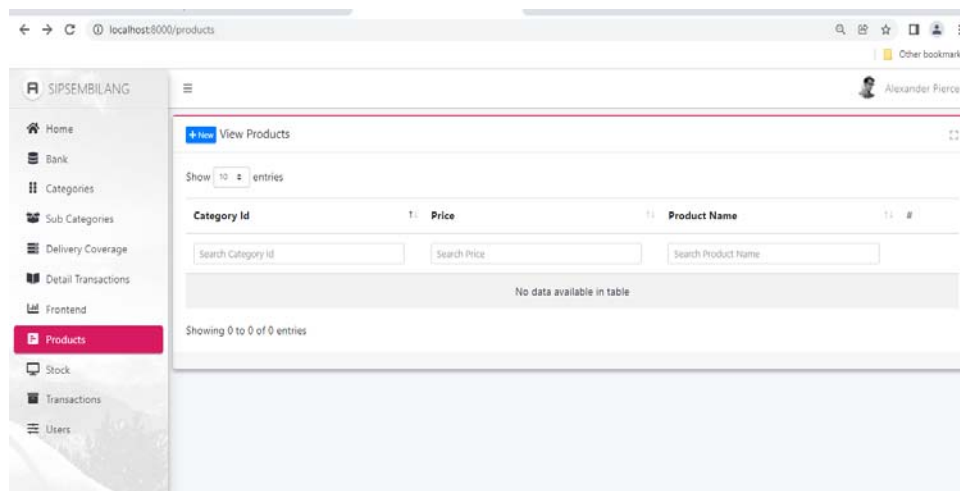 localhost:8000/products
Other bookmark
SIPSEMBILANG
Alexander Pierce
Home
Bank
Categories
Sub Categories
Delivery Coverage
Detail Transactions
Frontend
Products
Stock
Transactions
Users
+ New View Products
Show 10 entries
Category Id Price Product Name #
Search Category Id Search Price Search Product Name
No data available in table
Showing 0 to 0 of 0 entries